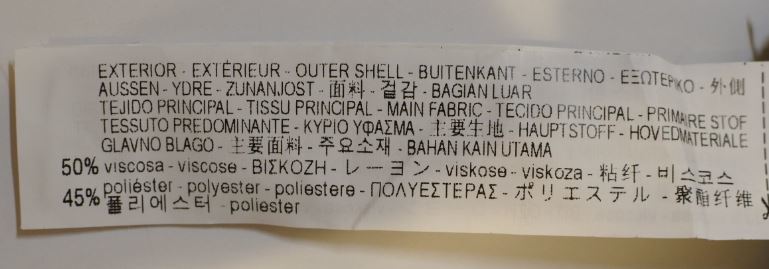 EXTERIOR - EXTÉRIEUR - OUTER SHELL - BUITENKANT - ESTERNO - ΕΞΩΤΕΡΙΚΟ - 外側
AUSSEN - YDRE - ZUNANJOST - 面料 - 겉감 - BAGIAN LUAR
TEJIDO PRINCIPAL - TISSU PRINCIPAL - MAIN FABRIC - TECIDO PRINCIPAL - PRIMAIRE STOF
TESSUTO PREDOMINANTE - ΚΥΡΙΟ ΥΦΑΣΜΑ - 主要生地 - HAUPTSTOFF - HOVEDMATERIALE
GLAVNO BLAGO - 主要面料 - 주요소재 - BAHAN KAIN UTAMA
50% viscosa - viscose - ΒΙΣΚΟΖΗ - レーヨン - viskose - viskoza - 粘纤 - 비스코스
45% poliéster - polyester - poliestere - ΠΟΛΥΕΣΤΕΡΑΣ - ポリエステル - 聚酯纤维
폴리에스터 - poliester